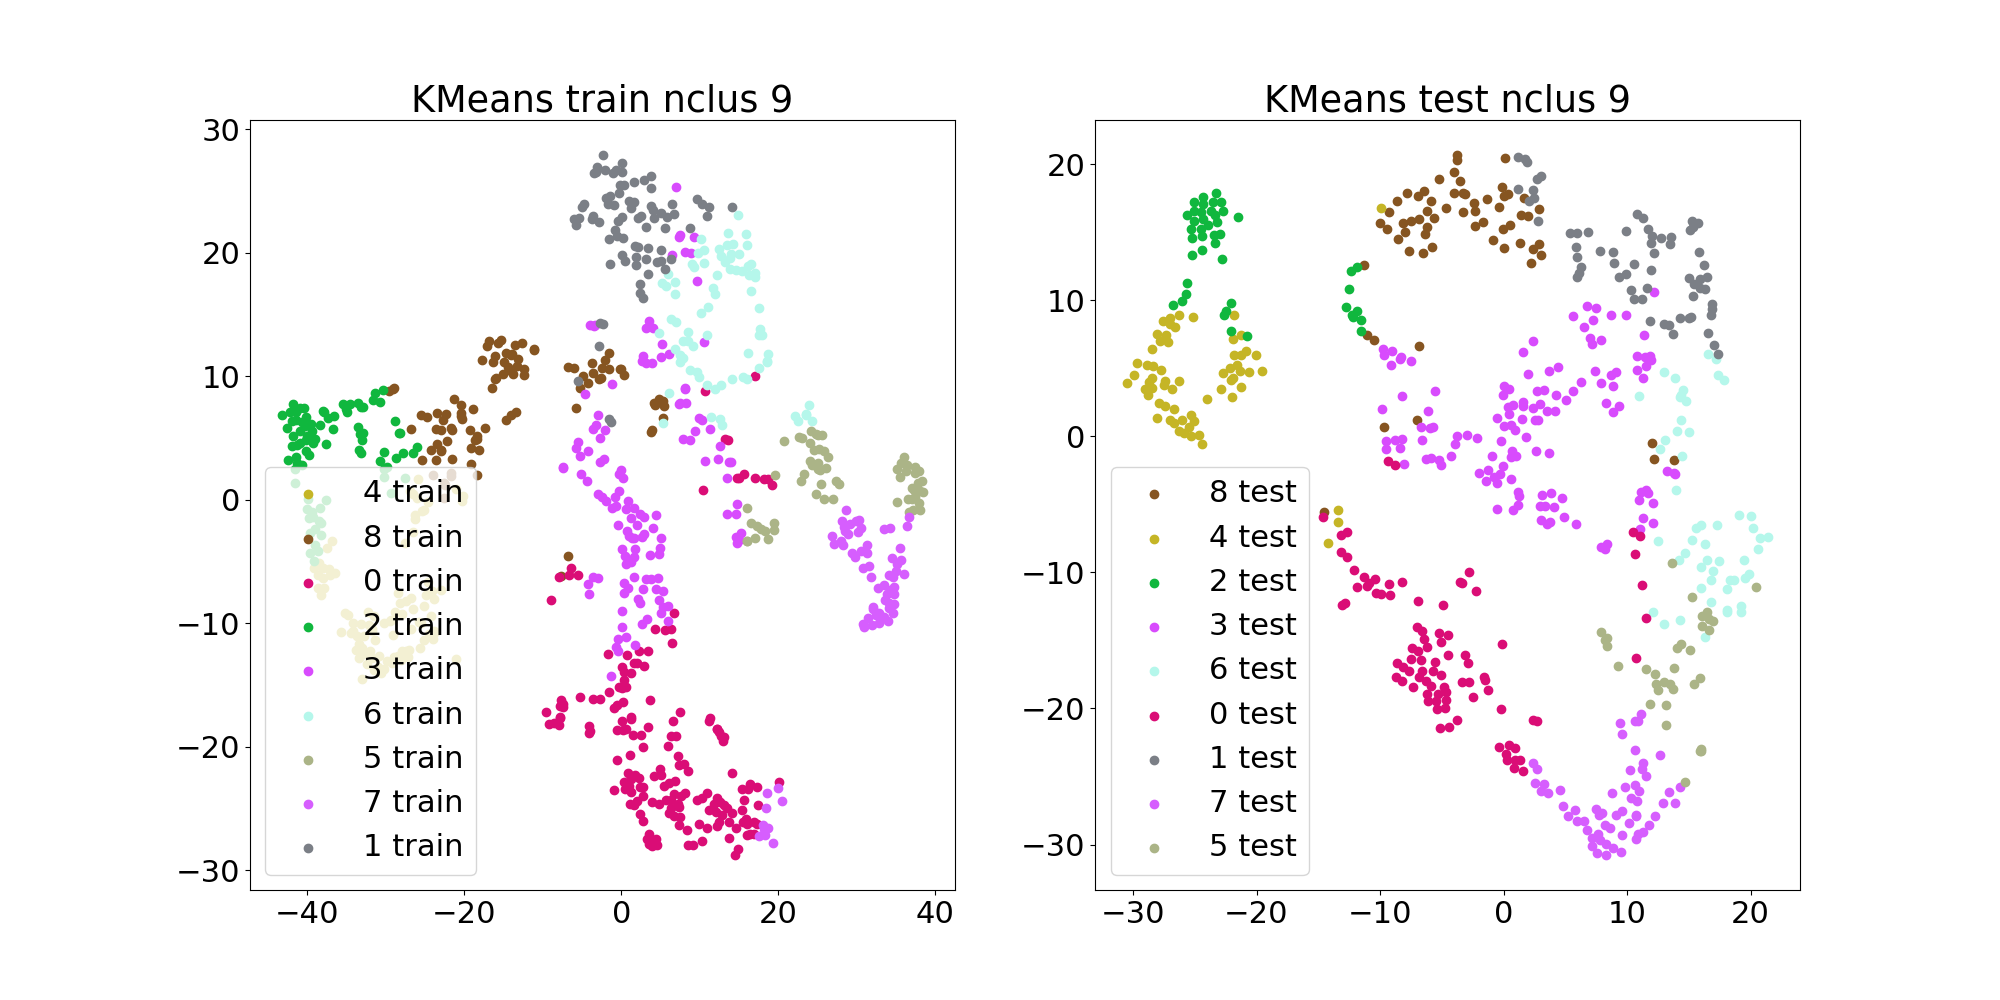 KMeans train nclus 9
30
20
10
0
−10
−20
−30
−40
−20
0
20
40
4 train
8 train
0 train
2 train
3 train
6 train
5 train
7 train
1 train
KMeans test nclus 9
20
10
0
−10
−20
−30
−30
−20
−10
0
10
20
8 test
4 test
2 test
3 test
6 test
0 test
1 test
7 test
5 test